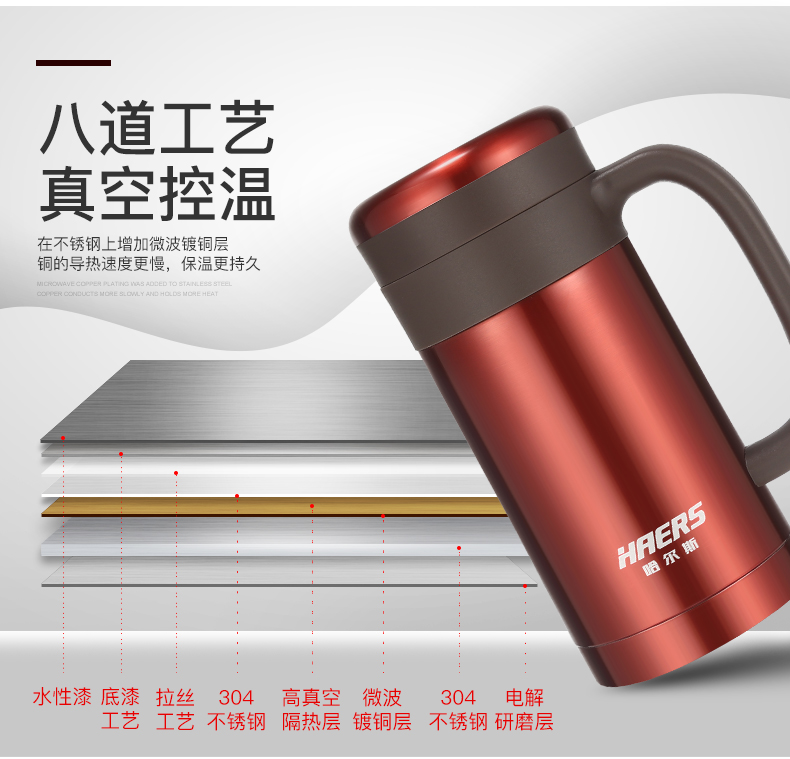 八道工艺
真空控温
在不锈钢上增加微波镀铜层
铜的导热速度更慢，保温更持久
MICROWAVE COPPER PLATING WAS ADDED TO STAINLESS STEEL
COPPER CONDUCTS MORE SLOWLY AND HOLDS MORE HEAT
HAERS
哈尔斯
水性漆
底漆
工艺
拉丝
工艺
304
不锈钢
高真空
隔热层
微波
镀铜层
304
不锈钢
电解
研磨层